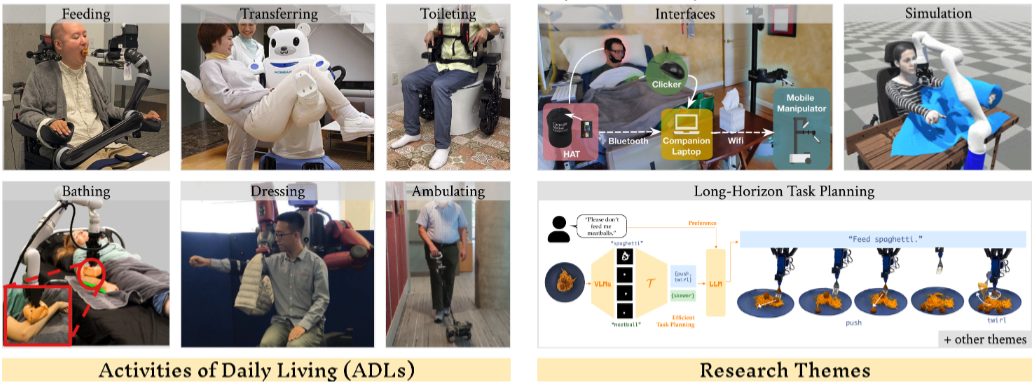 Feeding
Transferring
Toileting
Bathing
Dressing
Ambulating
Activities of Daily Living (ADLs)
Interfaces
Clicker
HAT
Bluetooth
Companion
Laptop
Wifi
Mobile
Manipulator
Simulation
Long-Horizon Task Planning
"Please don't
feed me
meatballs."
Preference
"spaghetti"
VLMs
T
"meatball"
{push,
twirl}
{skewer}
Efficient
Task Planning
LLM
"Feed spaghetti."
push
twirl
+ other themes
Research Themes